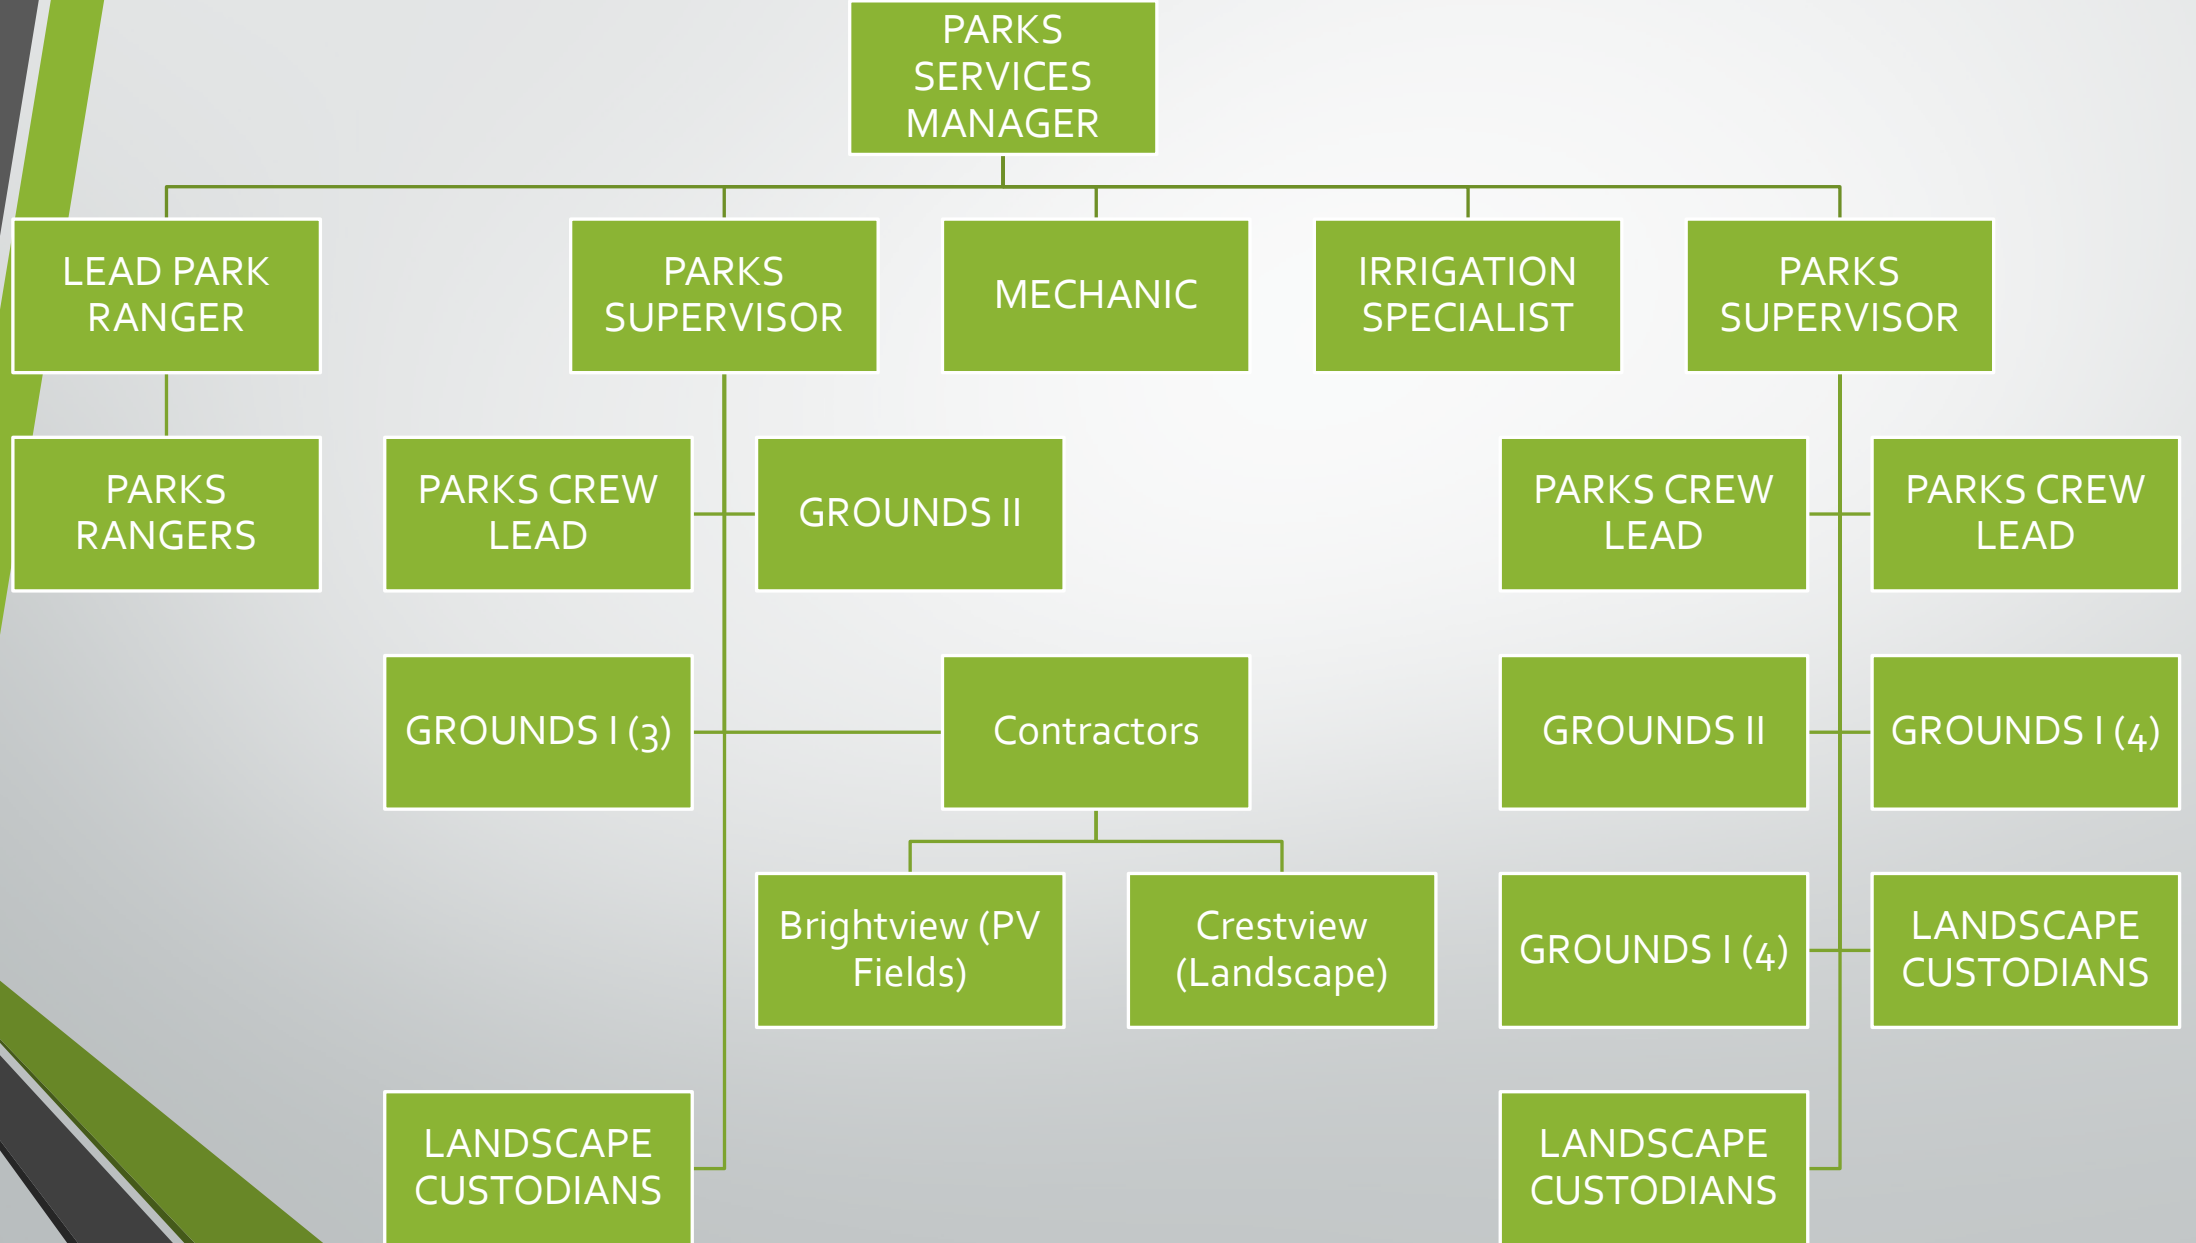 PARKS
SERVICES
MANAGER
LEAD PARK
RANGER
PARKS
SUPERVISOR
MECHANIC
IRRIGATION
SPECIALIST
PARKS
SUPERVISOR
PARKS
RANGERS
PARKS CREW
LEAD
GROUNDS II
PARKS CREW
LEAD
PARKS CREW
LEAD
GROUNDS I (3)
Contractors
GROUNDS II
GROUNDS I (4)
Brightview (PV
Fields)
Crestview
(Landscape)
GROUNDS I (4)
LANDSCAPE
CUSTODIANS
LANDSCAPE
CUSTODIANS
LANDSCAPE
CUSTODIANS